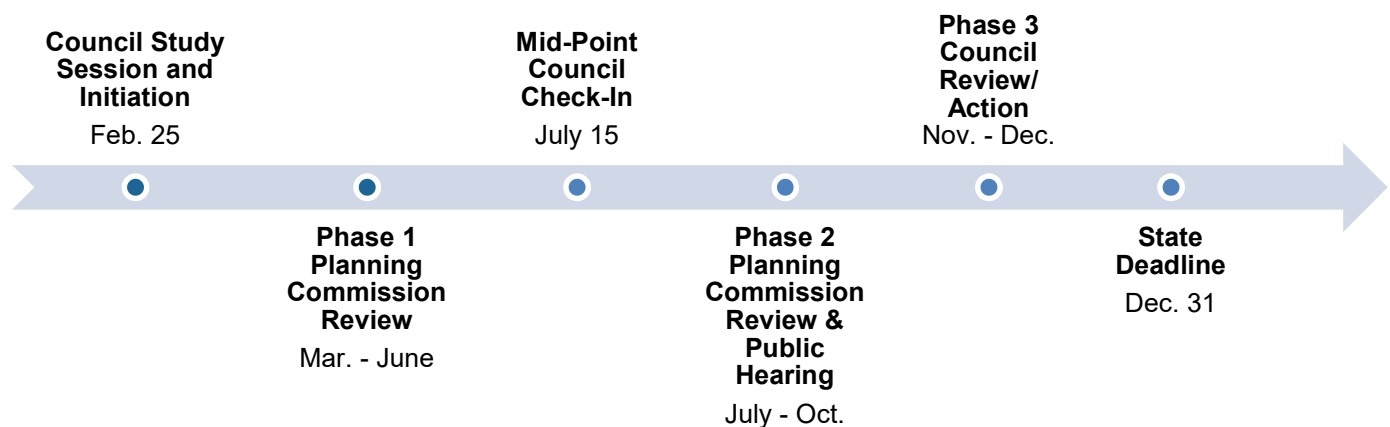 Council Study
Session and
Initiation
Feb. 25
Phase 1
Planning
Commission
Review
Mar. - June
Mid-Point
Council
Check-In
July 15
Phase 2
Planning
Commission
Review &
Public
Hearing
July - Oct.
Phase 3
Council
Review/
Action
Nov. - Dec.
State
Deadline
Dec. 31